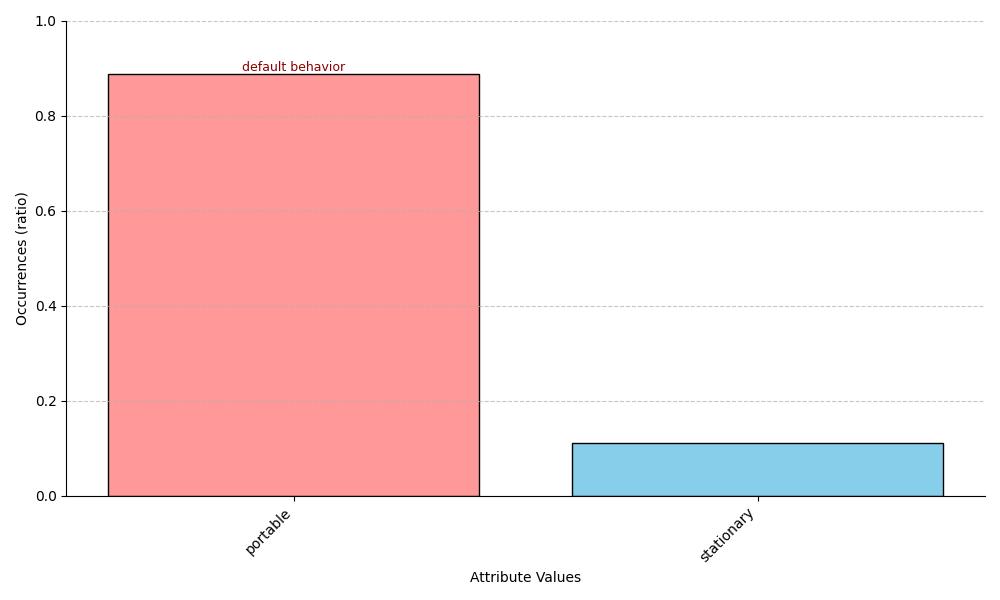 1.0
default behavior
0.8
0.6
0.4
0.2
0.0
Occurrences (ratio)
portable
stationary
Attribute Values